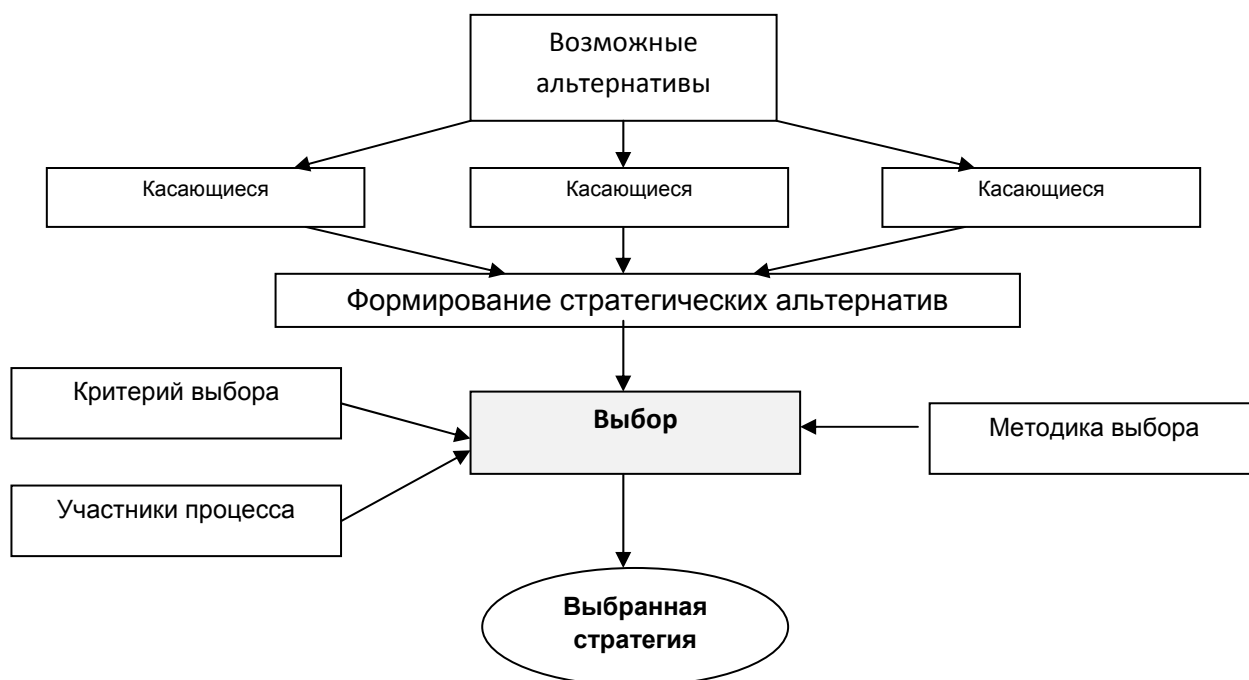 Возможные
альтернативы
Касающиеся
Касающиеся
Касающиеся
Формирование стратегических альтернатив
Критерий выбора
Выбор
Методика выбора
Участники процесса
Выбранная
стратегия